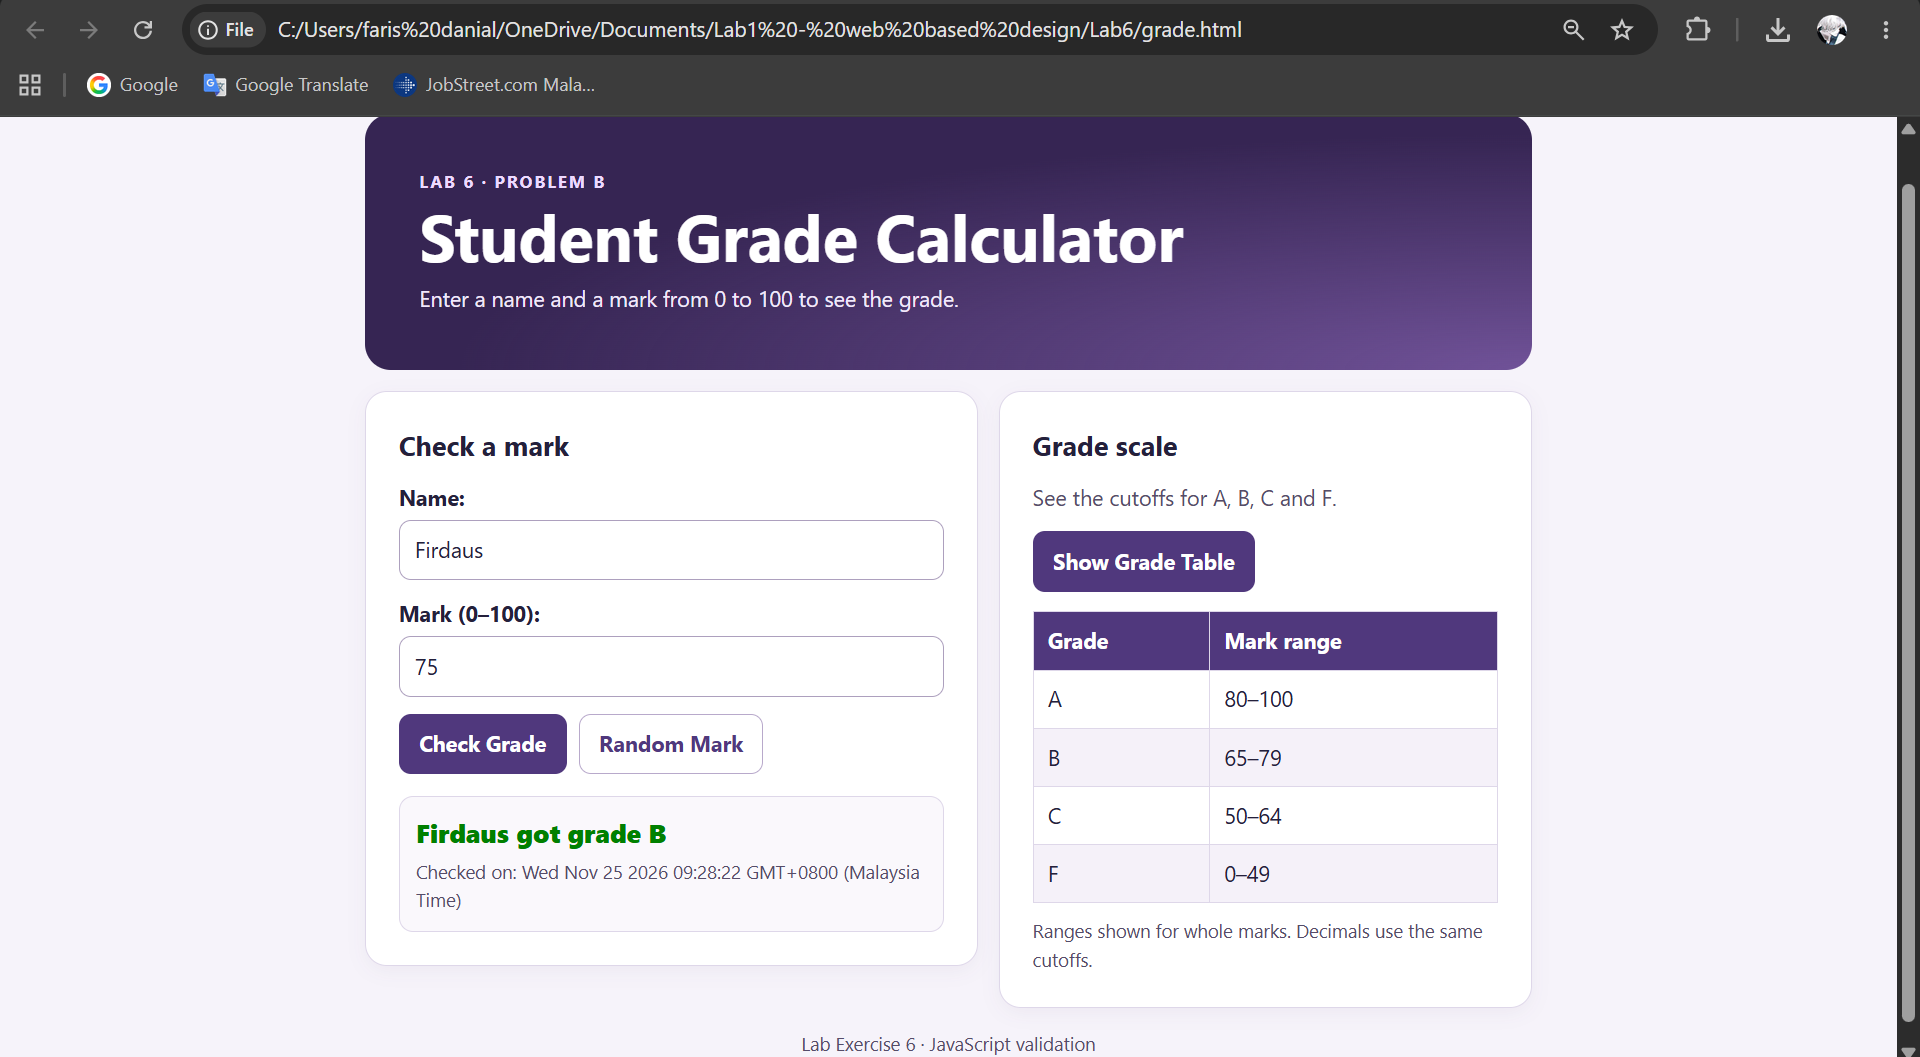 File
C:/Users/faris%20danial/OneDrive/Documents/Lab1%20-%20web%20based%20design/Lab6/grade.html
Google
Google Translate
JobStreet.com Mala...
LAB 6 · PROBLEM B
Student Grade Calculator
Enter a name and a mark from 0 to 100 to see the grade.
Check a mark
Name:
Firdaus
Mark (0–100):
75
Check Grade
Random Mark
Firdaus got grade B
Checked on: Wed Nov 25 2026 09:28:22 GMT+0800 (Malaysia
Time)
Grade scale
See the cutoffs for A, B, C and F.
Show Grade Table
Grade Mark range
A 80–100
B 65–79
C 50–64
F 0–49
Ranges shown for whole marks. Decimals use the same
cutoffs.
Lab Exercise 6 · JavaScript validation